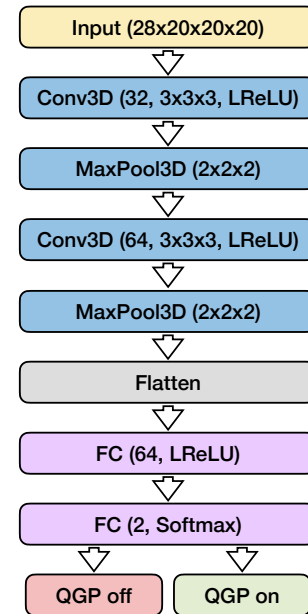 Input (28x20x20x20)
Conv3D (32, 3x3x3, LReLU)
MaxPool3D (2x2x2)
Conv3D (64, 3x3x3, LReLU)
MaxPool3D (2x2x2)
Flatten
FC (64, LReLU)
FC (2, Softmax)
QGP off
QGP on